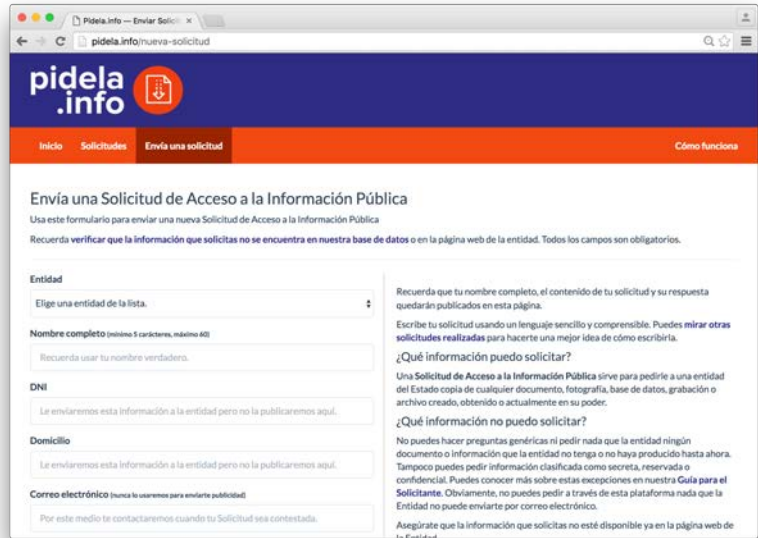 Pidela.info — Enviar Solici
pidela.info/nueva-solicitud
pidela
.info
Inicio
Solicitudes
Envía una solicitud
Cómo funciona
Envía una Solicitud de Acceso a la Información Pública
Usa este formulario para enviar una nueva Solicitud de Acceso a la Información Pública
Recuerda verificar que la información que solicitas no se encuentra en nuestra base de datos o en la página web de la entidad. Todos los campos son obligatorios.
Entidad
Elige una entidad de la lista.
Nombre completo (mínimo 5 carácteres, máximo 60)
Recuerda usar tu nombre verdadero.
DNI
Le enviaremos esta información a la entidad pero no la publicaremos aquí.
Domicilio
Le enviaremos esta información a la entidad pero no la publicaremos aquí.
Correo electrónico (nunca lo usaremos para enviarte publicidad)
Por este medio te contactaremos cuando tu Solicitud sea contestada.
Recuerda que tu nombre completo, el contenido de tu solicitud y su respuesta
quedarán publicados en esta página.
Escribe tu solicitud usando un lenguaje sencillo y comprensible. Puedes mirar otras
solicitudes realizadas para hacerte una mejor idea de cómo escribirla.
¿Qué información puedo solicitar?
Una Solicitud de Acceso a la Información Pública sirve para pedirle a una entidad
del Estado copia de cualquier documento, fotografía, base de datos, grabación o
archivo creado, obtenido o actualmente en su poder.
¿Qué información no puedo solicitar?
No puedes hacer preguntas genéricas ni pedir nada que la entidad ningún
documento o información que la entidad no tenga o no haya producido hasta ahora.
Tampoco puedes pedir información clasificada como secreta, reservada o
confidencial. Puedes conocer más sobre estas excepciones en nuestra Guía para el
Solicitante. Obviamente, no puedes pedir a través de esta plataforma nada que la
Entidad no puede enviarte por correo electrónico.
Asegúrate que la información que solicitas no esté disponible ya en la página web de
la Entidad.